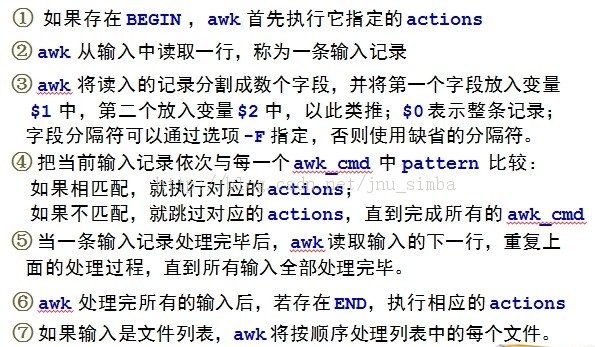 ① 如果存在 BEGIN ，awk 首先执行它指定的 actions
② awk 从输入中读取一行，称为一条输入记录
③ awk 将读入的记录分割成数个字段，并将第一个字段放入变量
$1 中，第二个放入变量 $2 中，以此类推；$0 表示整条记录；
字段分隔符可以通过选项 -F 指定，否则使用缺省的分隔符。
④ 把当前输入记录依次与每一个 awk_cmd 中 pattern 比较：
如果相匹配，就执行对应的 actions；
如果不匹配，就跳过对应的 actions，直到完成所有的 awk_cmd
⑤ 当一条输入记录处理完毕后，awk 读取输入的下一行，重复上
面的处理过程，直到所有输入全部处理完毕。
⑥ awk 处理完所有的输入后，若存在 END，执行相应的 actions
⑦ 如果输入是文件列表，awk 将按顺序处理列表中的每个文件。